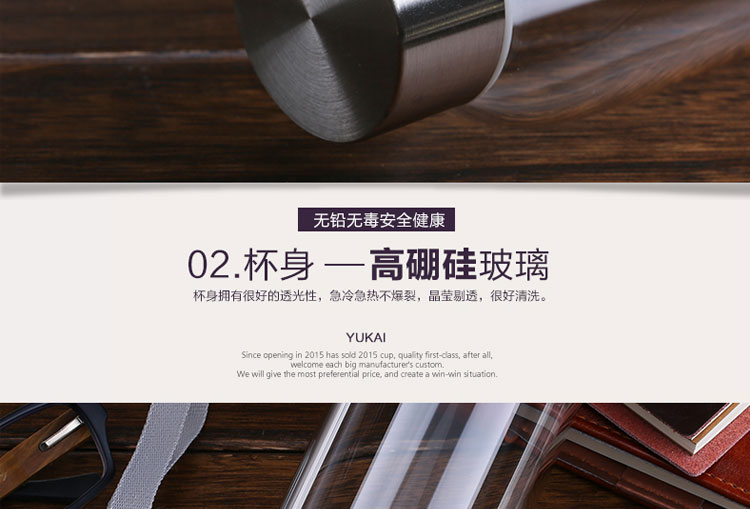 无铅无毒安全健康
02.杯身 —高硼硅玻璃
杯身拥有很好的透光性，急冷急热不爆裂，晶莹剔透，很好清洗。
YUKAI
Since opening in 2015 has sold 2015 cup, quality first-class, after all,
welcome each big manufacturer's custom.
We will give the most preferential price, and create a win-win situation.